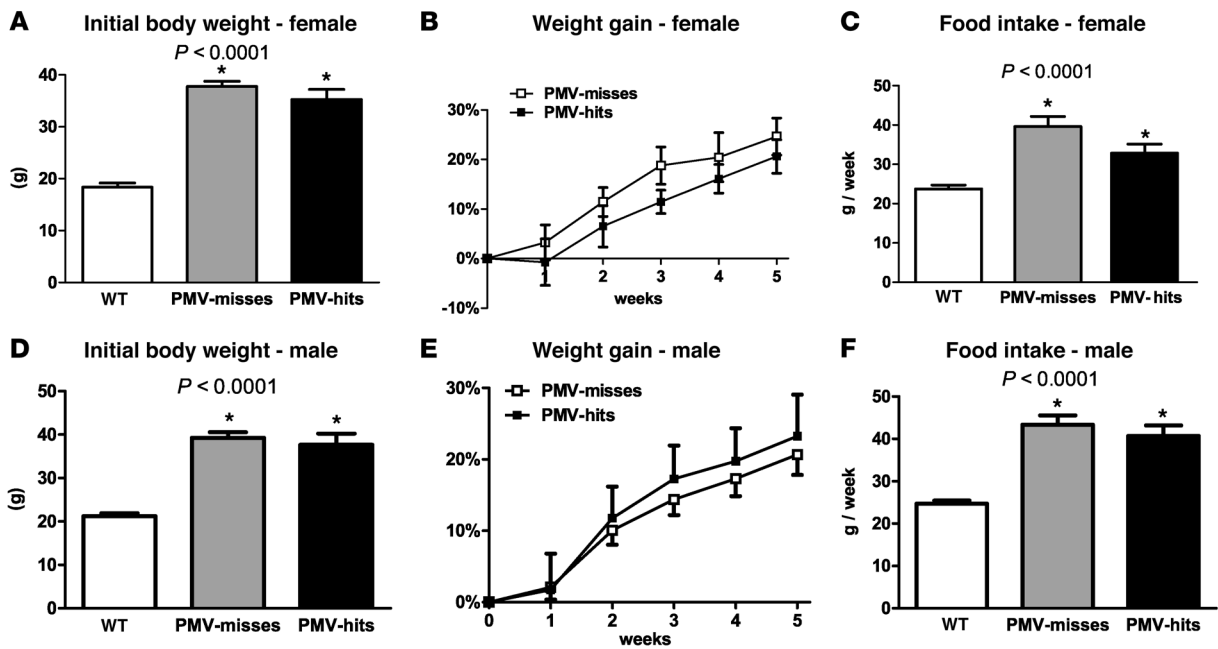 A Initial body weight - female
P < 0.0001
* *
40
30
20
10
0
(g)
WT PMV-misses PMV-hits
B Weight gain - female
PMV-misses
PMV-hits
30%
20%
10%
0%
-10%
1 2 3 4 5
weeks
C Food intake - female
P < 0.0001
* *
50
40
30
20
10
0
g / week
WT PMV-misses PMV- hits
D Initial body weight - male
P < 0.0001
* *
50
40
30
20
10
0
(g)
WT PMV-misses PMV-hits
E Weight gain - male
PMV-misses
PMV-hits
30%
20%
10%
0%
0 1 2 3 4 5
weeks
F Food intake - male
P < 0.0001
* *
50
40
30
20
10
0
g / week
WT PMV-misses PMV-hits